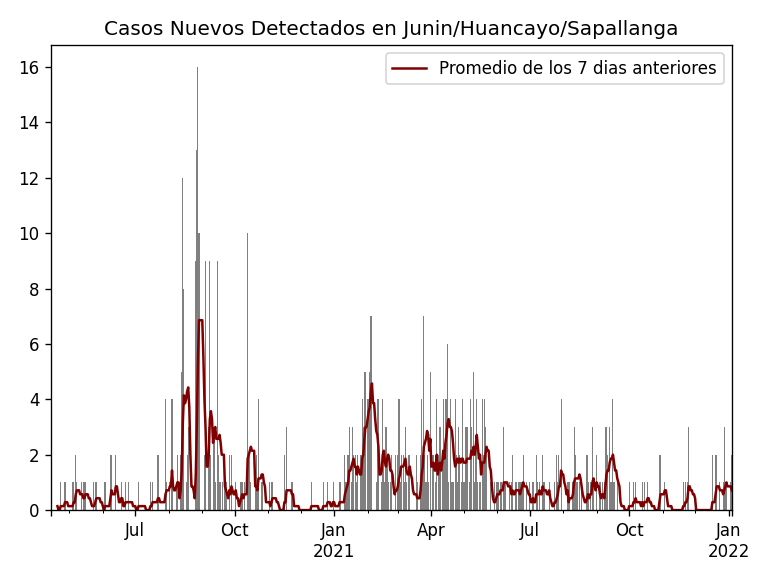 Casos Nuevos Detectados en Junin/Huancayo/Sapallanga
Promedio de los 7 dias anteriores
16
14
12
10
8
6
4
2
0
Jul
Oct
Jan
2021
Apr
Jul
Oct
Jan
2022